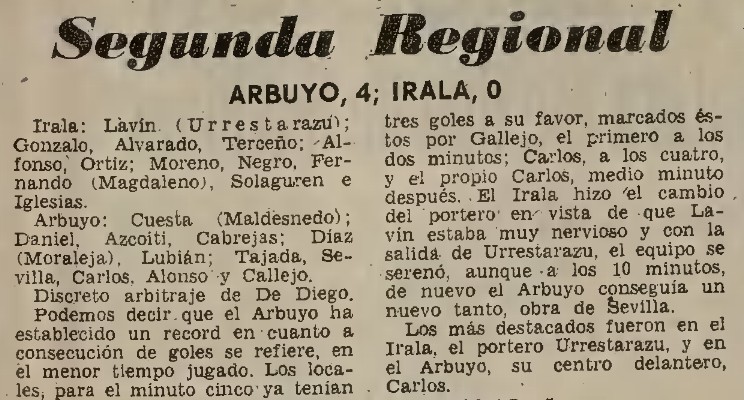 Segunda Regional
ARBUYO, 4; IRALA, 0
Irala: Lavín (Urrestarazu);
Gonzalo, Alvarado, Terceño; Al-
fonso, Ortiz; Moreno, Negro, Fer-
nando (Magdaleno), Solaguren e
Iglesias.
Arbuyo: Cuesta (Maldesnedo);
Daniel, Azcoiti, Cabrejas; Díaz
(Moraleja), Lubián; Tajada, Se-
villa, Carlos, Alonso y Callejo.
Discreto arbitraje de De Diego.
Podemos decir que el Arbuyo ha
establecido un record en cuanto a
consecución de goles se refiere, en
el menor tiempo jugado. Los loca-
les, para el minuto cinco ya tenían
tres goles a su favor, marcados és-
tos por Gallejo, el primero a los
dos minutos; Carlos, a los cuatro,
y el propio Carlos, medio minuto
después. El Irala hizo el cambio
del portero en vista de que La-
vín estaba muy nervioso y con la
salida de Urrestarazu, el equipo se
serenó, aunque a los 10 minutos,
de nuevo el Arbuyo conseguía un
nuevo tanto, obra de Sevilla.
Los más destacados fueron en el
Irala, el portero Urrestarazu, y en
el Arbuyo, su centro delantero,
Carlos.